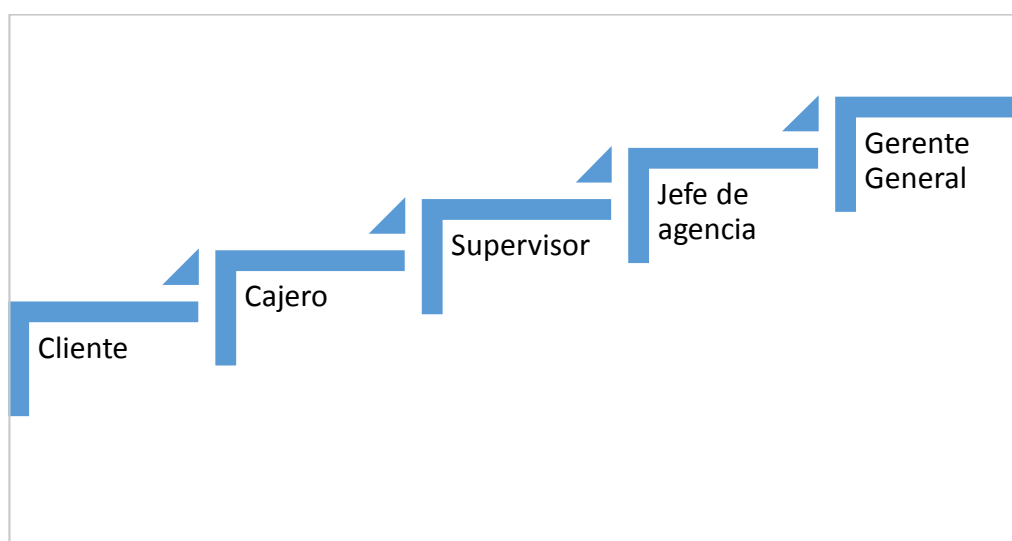 Cliente
Cajero
Supervisor
Jefe de
agencia
Gerente
General